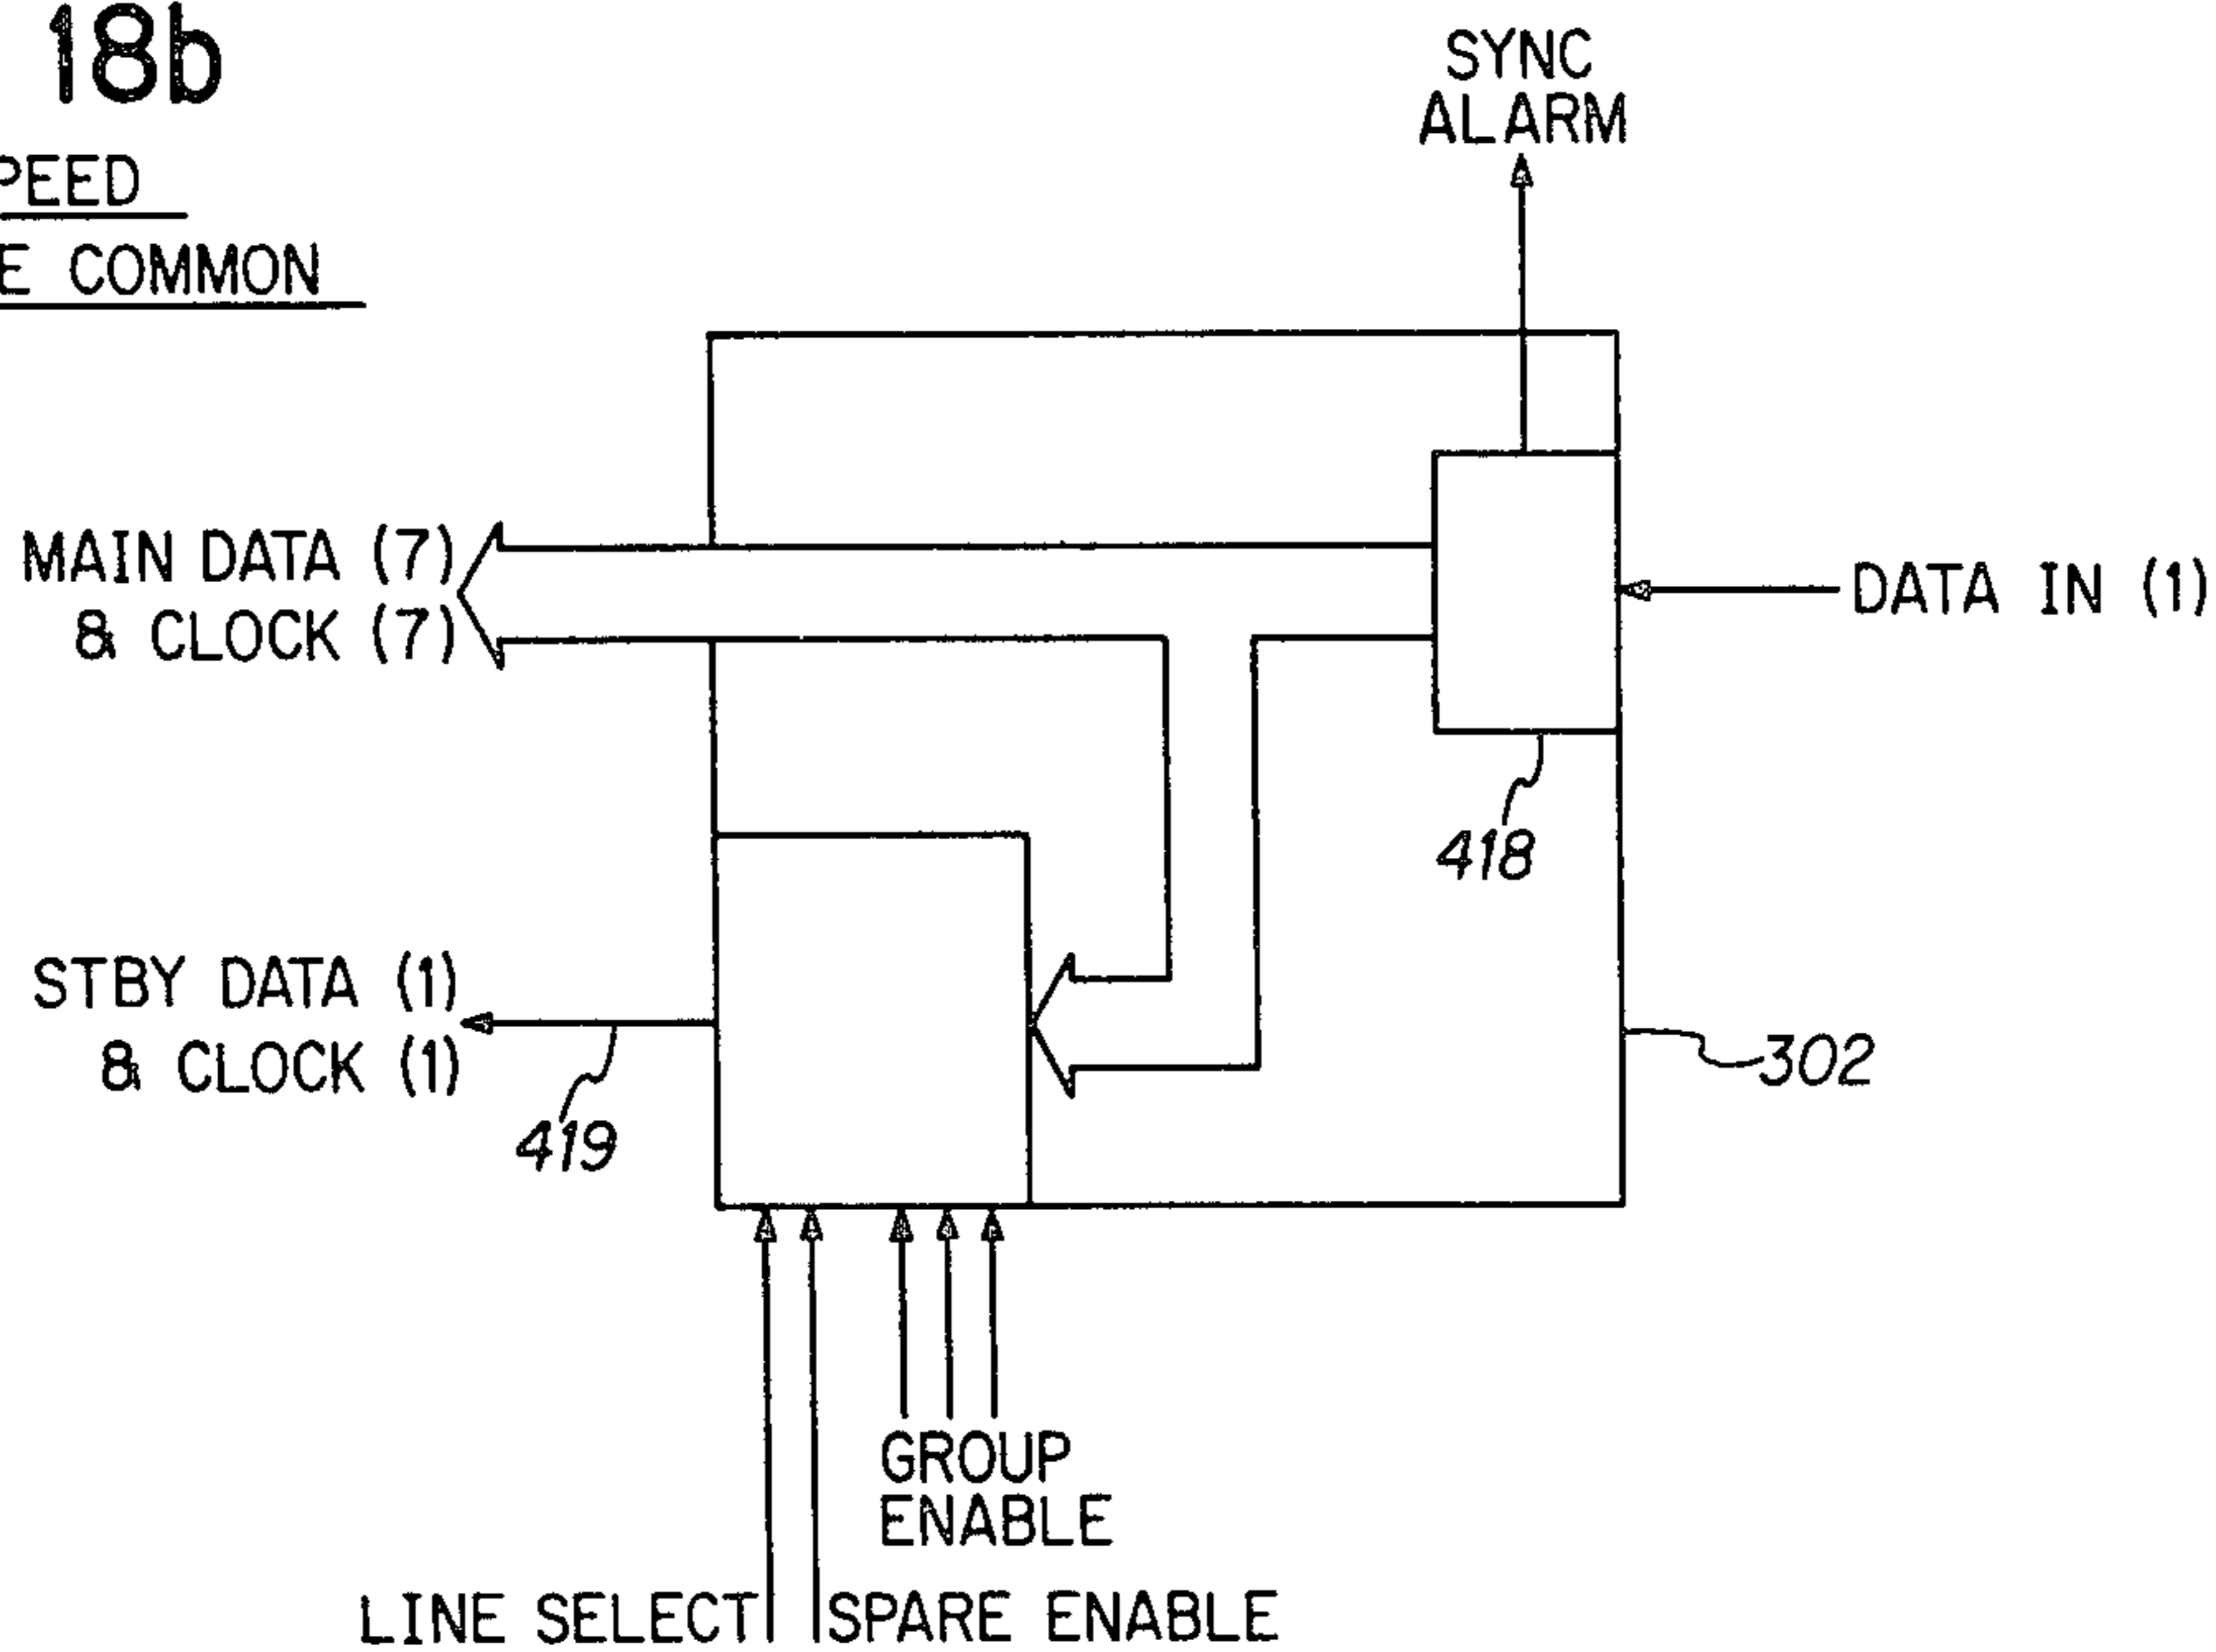 18b
PEED
E COMMON
SYNC
ALARM
MAIN DATA (7)
& CLOCK (7)
DATA IN (1)
418
STBY DATA (1)
& CLOCK (1)
419
302
GROUP
ENABLE
LINE SELECT
SPARE ENABLE